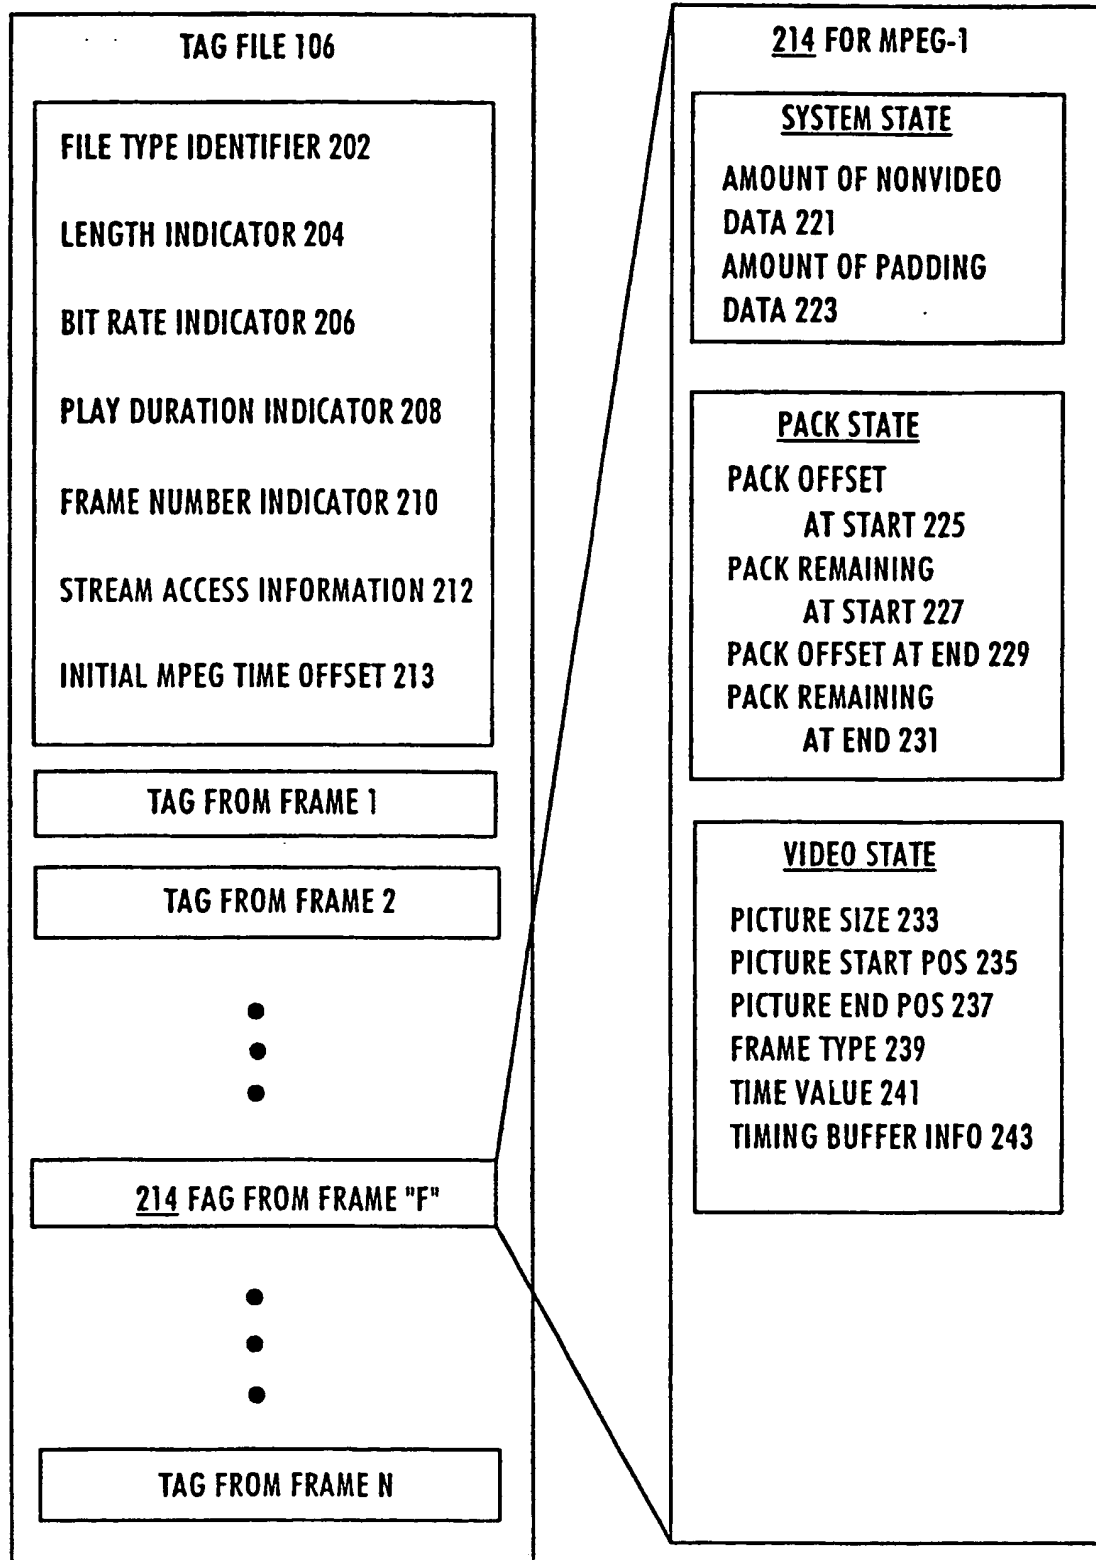 TAG FILE 106
FILE TYPE IDENTIFIER 202
LENGTH INDICATOR 204
BIT RATE INDICATOR 206
PLAY DURATION INDICATOR 208
FRAME NUMBER INDICATOR 210
STREAM ACCESS INFORMATION 212
INITIAL MPEG TIME OFFSET 213
TAG FROM FRAME 1
TAG FROM FRAME 2
214 FAG FROM FRAME "F"
TAG FROM FRAME N
214 FOR MPEG-1
SYSTEM STATE
AMOUNT OF NONVIDEO
DATA 221
AMOUNT OF PADDING
DATA 223
PACK STATE
PACK OFFSET
AT START 225
PACK REMAINING
AT START 227
PACK OFFSET AT END 229
PACK REMAINING
AT END 231
VIDEO STATE
PICTURE SIZE 233
PICTURE START POS 235
PICTURE END POS 237
FRAME TYPE 239
TIME VALUE 241
TIMING BUFFER INFO 243